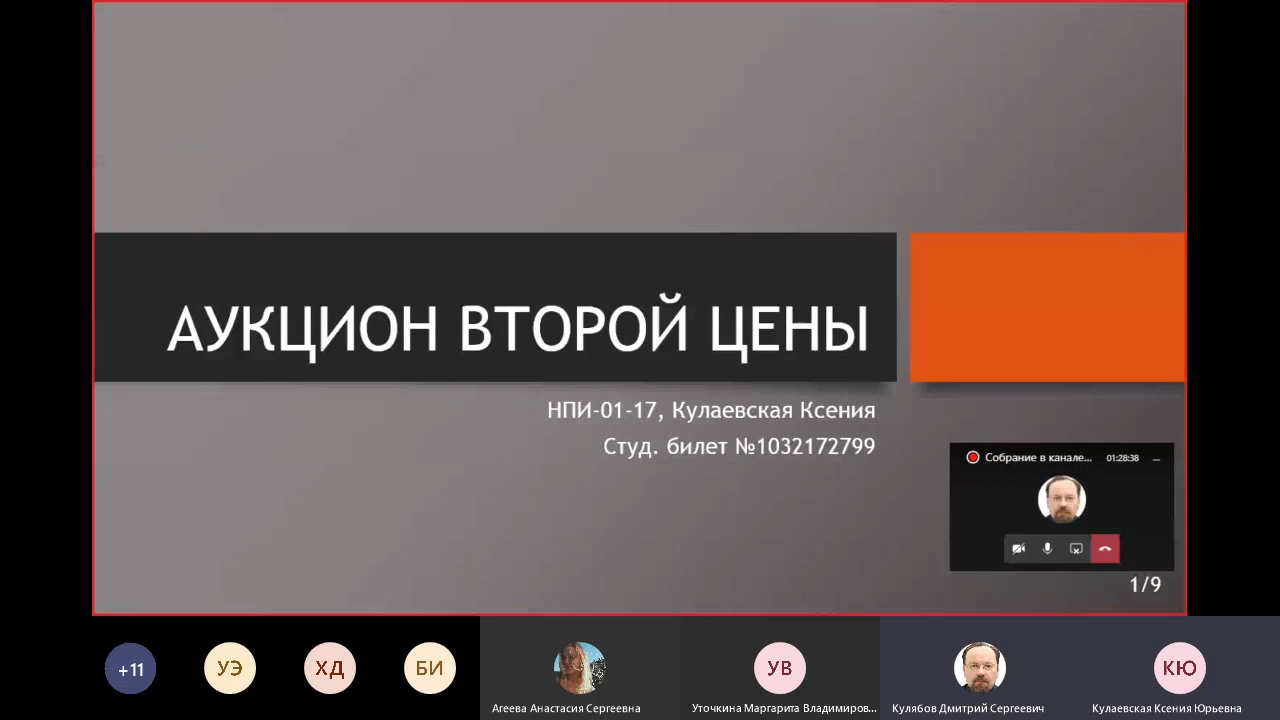 АУКЦИОН ВТОРОЙ ЦЕНЫ
НПИ-01-17, Кулаевская Ксения
Студ. билет №1032172799
Собрание в канале... 01:28:38
1/9
+11
УЭ
ХД
БИ
УВ
КЮ
Агеева Анастасия Сергеевна
Уточкина Маргарита Владимиров...
Кулябов Дмитрий Сергеевич
Кулаевская Ксения Юрьевна